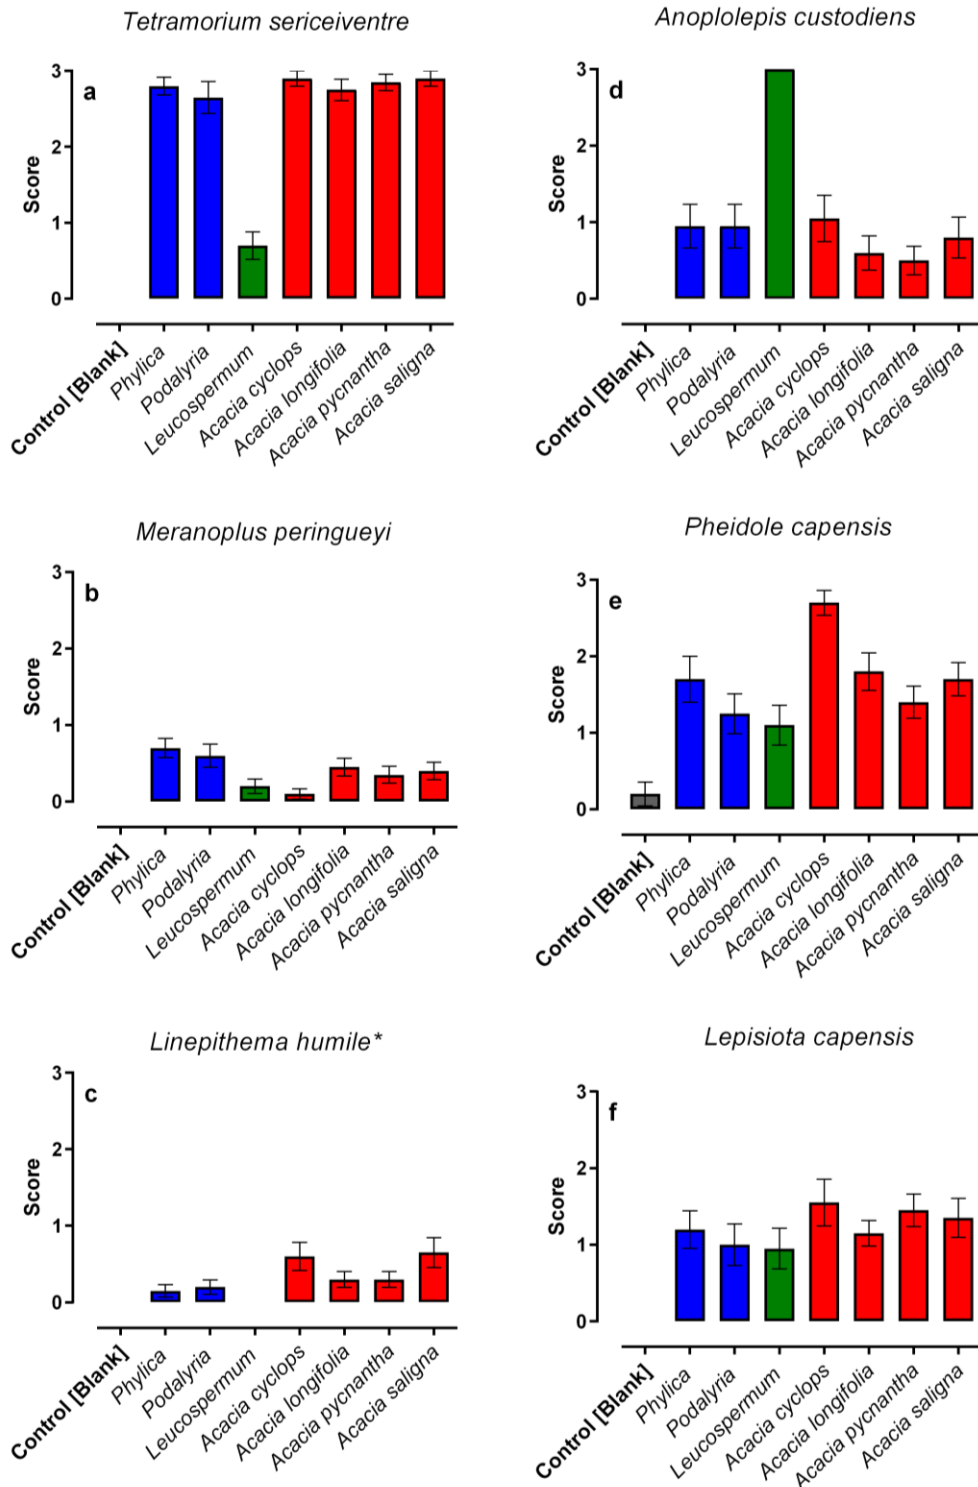 Tetramorium sericeiventre
a
Score
3
2
1
0
Control [Blank]
Phylica
Podalyria
Leucospermum
Acacia cyclops
Acacia longifolia
Acacia pycnantha
Acacia saligna
Anoplolepis custodiens
d
Score
3
2
1
0
Control [Blank]
Phylica
Podalyria
Leucospermum
Acacia cyclops
Acacia longifolia
Acacia pycnantha
Acacia saligna
Meranoplus peringueyi
b
Score
3
2
1
0
Control [Blank]
Phylica
Podalyria
Leucospermum
Acacia cyclops
Acacia longifolia
Acacia pycnantha
Acacia saligna
Pheidole capensis
e
Score
3
2
1
0
Control [Blank]
Phylica
Podalyria
Leucospermum
Acacia cyclops
Acacia longifolia
Acacia pycnantha
Acacia saligna
Linepithema humile*
c
Score
3
2
1
0
Control [Blank]
Phylica
Podalyria
Leucospermum
Acacia cyclops
Acacia longifolia
Acacia pycnantha
Acacia saligna
Lepisiota capensis
f
Score
3
2
1
0
Control [Blank]
Phylica
Podalyria
Leucospermum
Acacia cyclops
Acacia longifolia
Acacia pycnantha
Acacia saligna